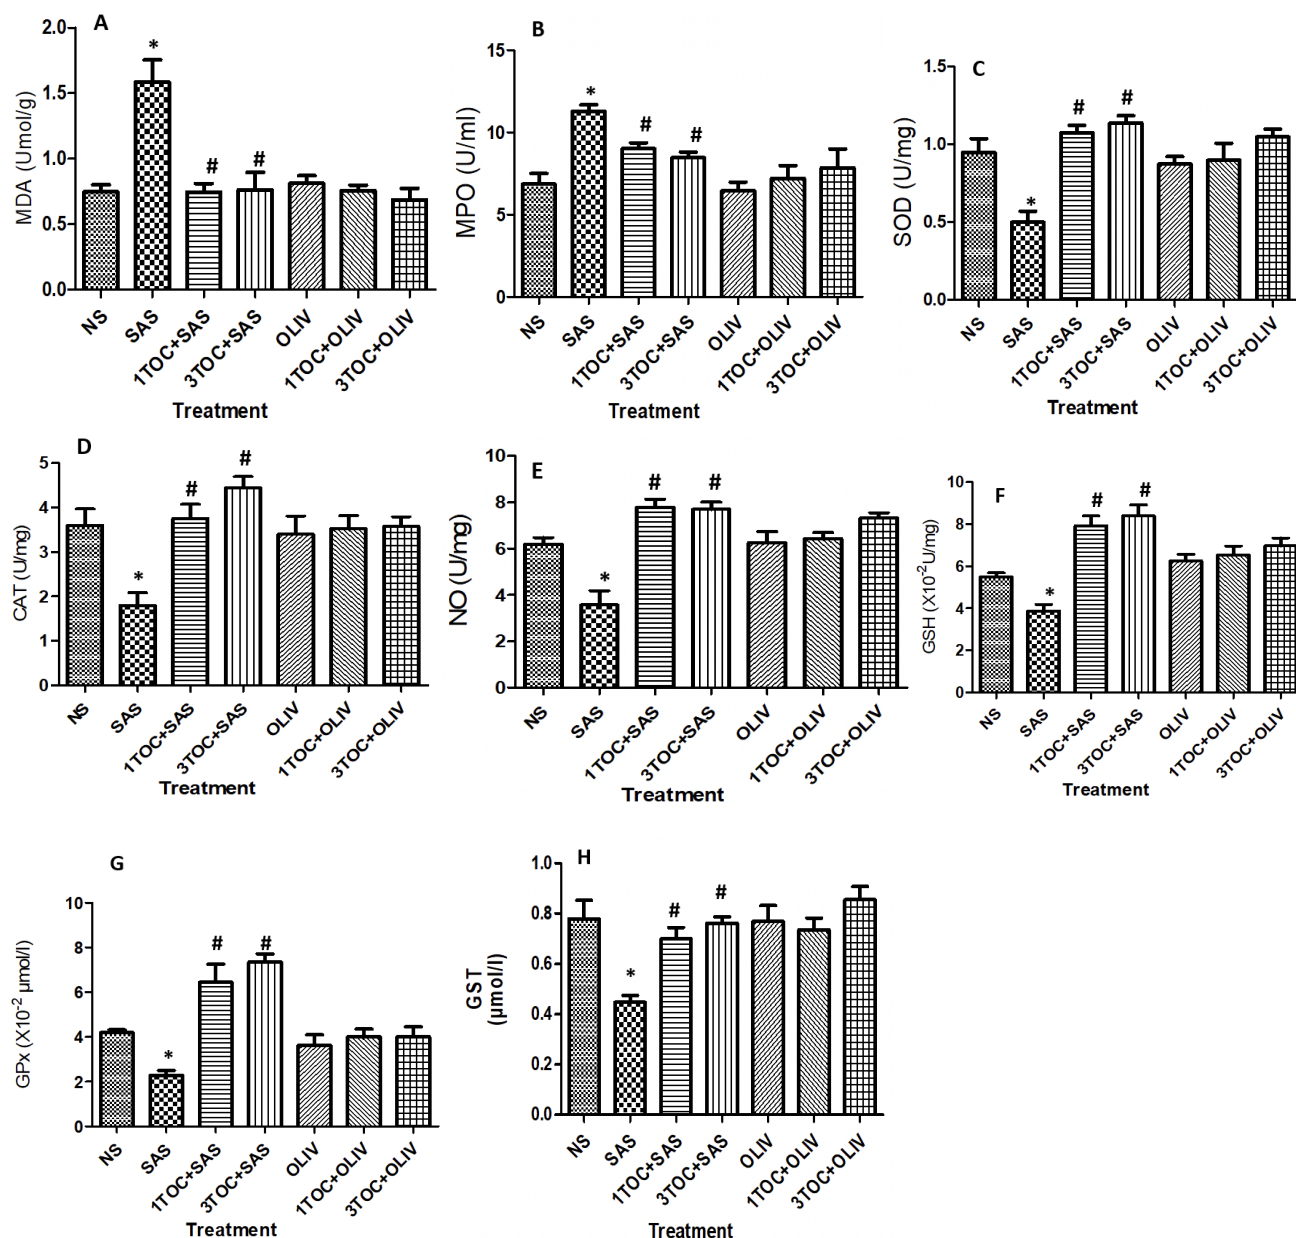 A
MDA (Umol/g)
2.0
1.5
1.0
0.5
0.0
*
#
#
NS
SAS
1TOC+SAS
3TOC+SAS
OLIV
1TOC+OLIV
3TOC+OLIV
Treatment
B
MPO (U/ml)
15
10
5
0
*
#
#
NS
SAS
1TOC+SAS
3TOC+SAS
OLIV
1TOC+OLIV
3TOC+OLIV
Treatment
C
SOD (U/mg)
1.5
1.0
0.5
0.0
*
#
#
NS
SAS
1TOC+SAS
3TOC+SAS
OLIV
1TOC+OLIV
3TOC+OLIV
Treatment
D
CAT (U/mg)
5
4
3
2
1
0
*
#
#
NS
SAS
1TOC+SAS
3TOC+SAS
OLIV
1TOC+OLIV
3TOC+OLIV
Treatment
E
NO (U/mg)
10
8
6
4
2
0
*
#
#
NS
SAS
1TOC+SAS
3TOC+SAS
OLIV
1TOC+OLIV
3TOC+OLIV
Treatment
F
GSH (X10⁻²U/mg)
10
8
6
4
2
0
*
#
#
NS
SAS
1TOC+SAS
3TOC+SAS
OLIV
1TOC+OLIV
3TOC+OLIV
Treatment
G
GPx (X10⁻² µmol/l)
10
8
6
4
2
0
*
#
#
NS
SAS
1TOC+SAS
3TOC+SAS
OLIV
1TOC+OLIV
3TOC+OLIV
Treatment
H
GST
(µmol/l)
1.0
0.8
0.6
0.4
0.2
0.0
*
#
#
NS
SAS
1TOC+SAS
3TOC+SAS
OLIV
1TOC+OLIV
3TOC+OLIV
Treatment